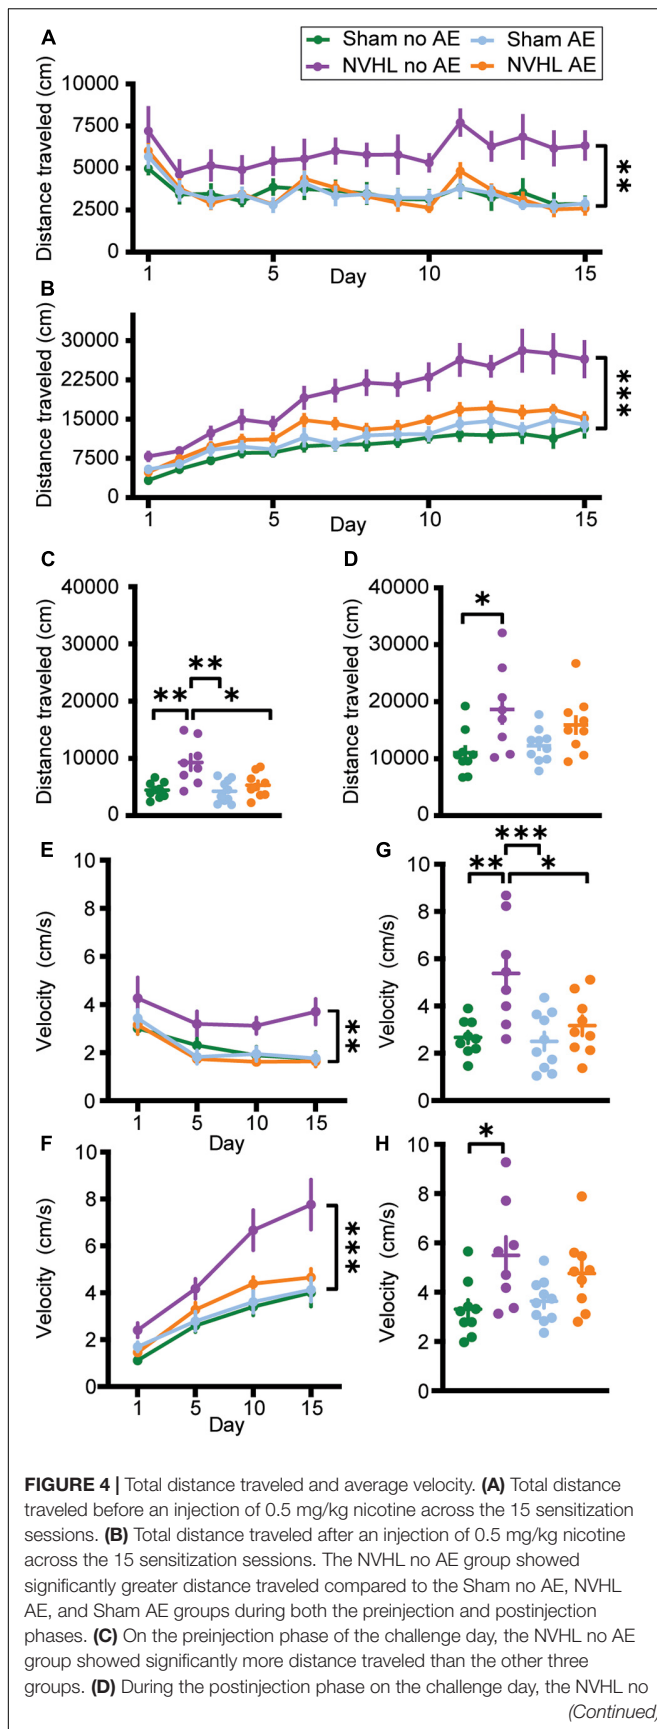 A
Sham no AE Sham AE
NVHL no AE NVHL AE
Distance traveled (cm)
10000
7500
5000
2500
0
1 5 10 15
Day
**
B
Distance traveled (cm)
30000
22500
15000
7500
0
1 5 10 15
Day
***
C
Distance traveled (cm)
40000
30000
20000
10000
0
** ** *
D
Distance traveled (cm)
40000
30000
20000
10000
0
*
E
Velocity (cm/s)
10
8
6
4
2
0
1 5 10 15
Day
**
G
Velocity (cm/s)
10
8
6
4
2
0
** *** *
F
Velocity (cm/s)
10
8
6
4
2
0
1 5 10 15
Day
***
H
Velocity (cm/s)
10
8
6
4
2
0
*
FIGURE 4 | Total distance traveled and average velocity. (A) Total distance
traveled before an injection of 0.5 mg/kg nicotine across the 15 sensitization
sessions. (B) Total distance traveled after an injection of 0.5 mg/kg nicotine
across the 15 sensitization sessions. The NVHL no AE group showed
significantly greater distance traveled compared to the Sham no AE, NVHL
AE, and Sham AE groups during both the preinjection and postinjection
phases. (C) On the preinjection phase of the challenge day, the NVHL no AE
group showed significantly more distance traveled than the other three
groups. (D) During the postinjection phase on the challenge day, the NVHL no
(Continued)